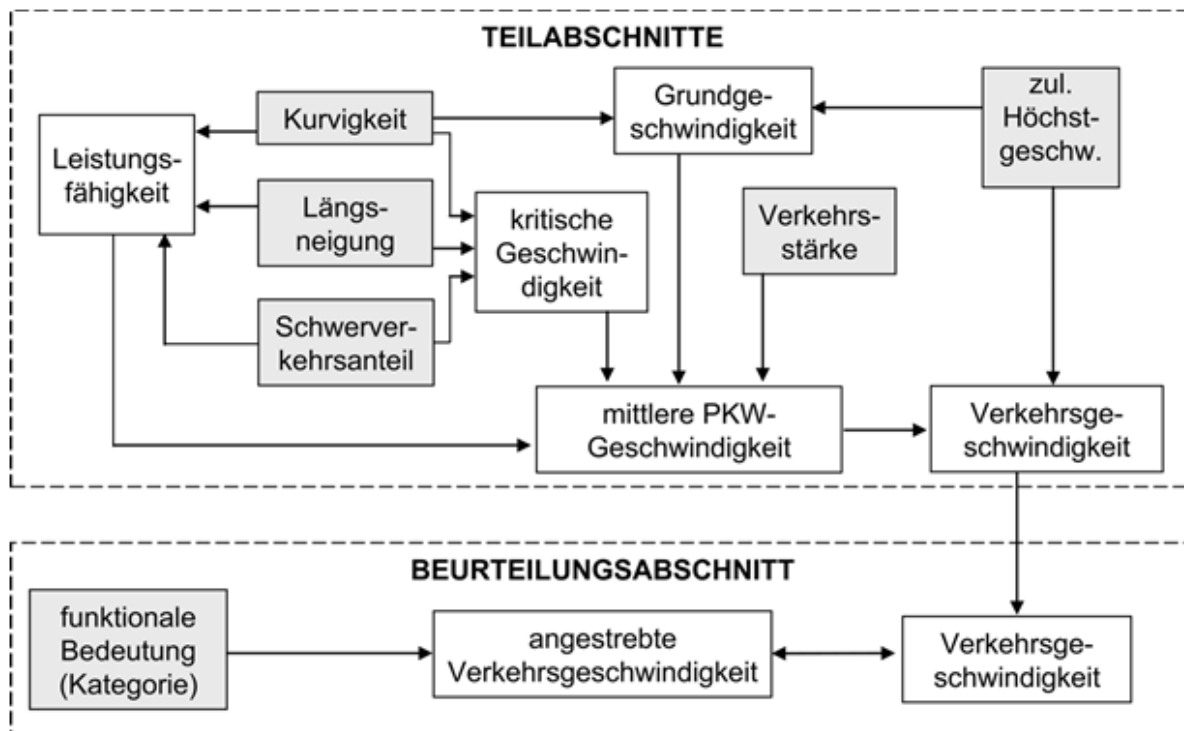 TEILABSCHNITTE
Kurvigkeit
Grundge-
schwindigkeit
zul.
Höchst-
geschw.
Leistungs-
fähigkeit
Längs-
neigung
kritische
Geschwin-
digkeit
Verkehrs-
stärke
Schwerver-
kehrsanteil
mittlere PKW-
Geschwindigkeit
Verkehrsge-
schwindigkeit
BEURTEILUNGSABSCHNITT
funktionale
Bedeutung
(Kategorie)
angestrebte
Verkehrsgeschwindigkeit
Verkehrsge-
schwindigkeit